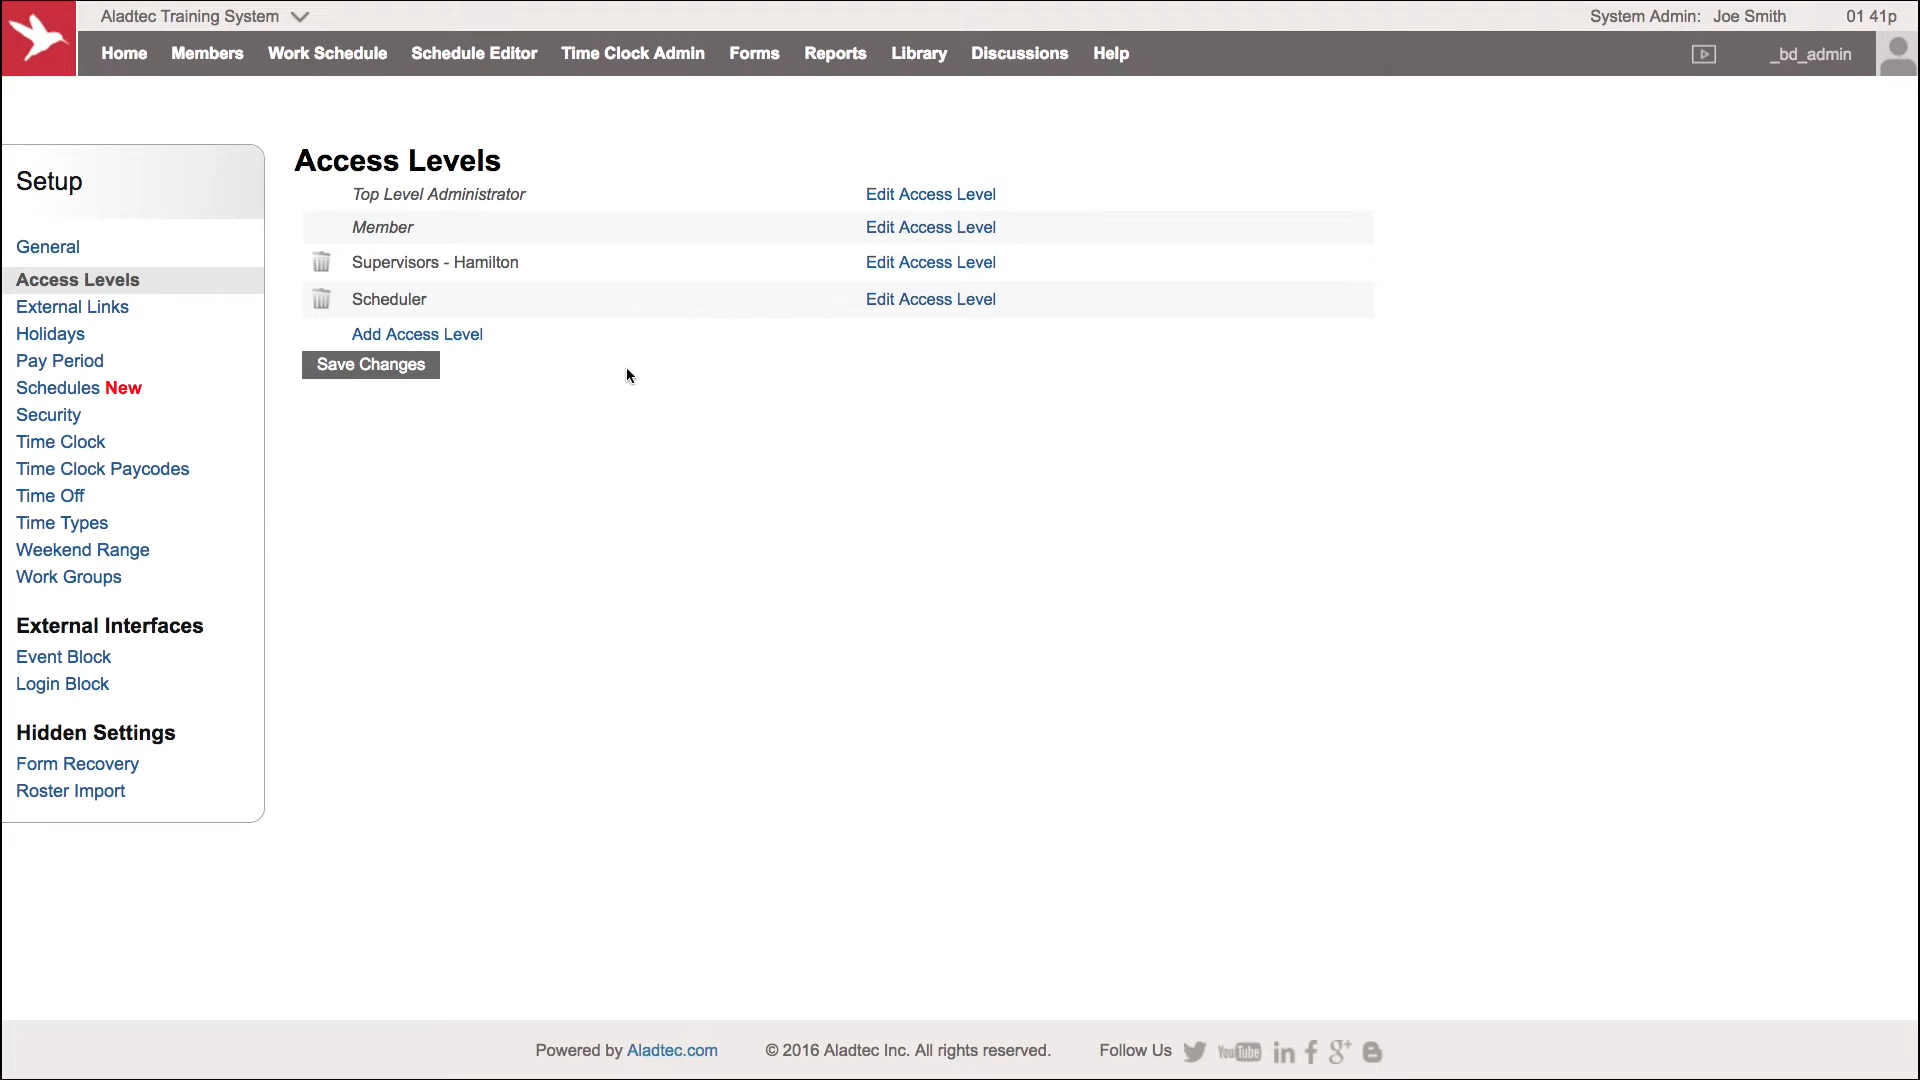 Aladtec Training System
System Admin: Joe Smith 01 41p
Home Members Work Schedule Schedule Editor Time Clock Admin Forms Reports Library Discussions Help
_bd_admin
Setup
General
Access Levels
External Links
Holidays
Pay Period
Schedules New
Security
Time Clock
Time Clock Paycodes
Time Off
Time Types
Weekend Range
Work Groups
External Interfaces
Event Block
Login Block
Hidden Settings
Form Recovery
Roster Import
Access Levels
Top Level Administrator Edit Access Level
Member Edit Access Level
Supervisors - Hamilton Edit Access Level
Scheduler Edit Access Level
Add Access Level
Save Changes
Powered by Aladtec.com © 2016 Aladtec Inc. All rights reserved. Follow Us YouTube in f g+